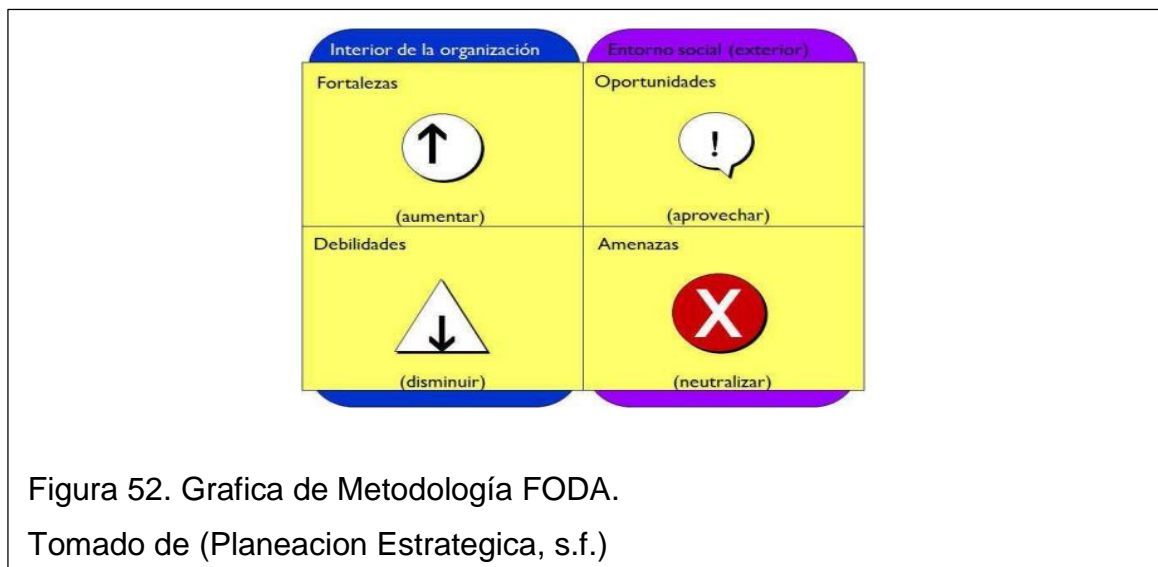 Interior de la organización
Entorno social (exterior)
Fortalezas
Oportunidades
!
(aumentar)
(aprovechar)
Debilidades
Amenazas
X
(disminuir)
(neutralizar)
Figura 52. Grafica de Metodología FODA.
Tomado de (Planeacion Estrategica, s.f.)